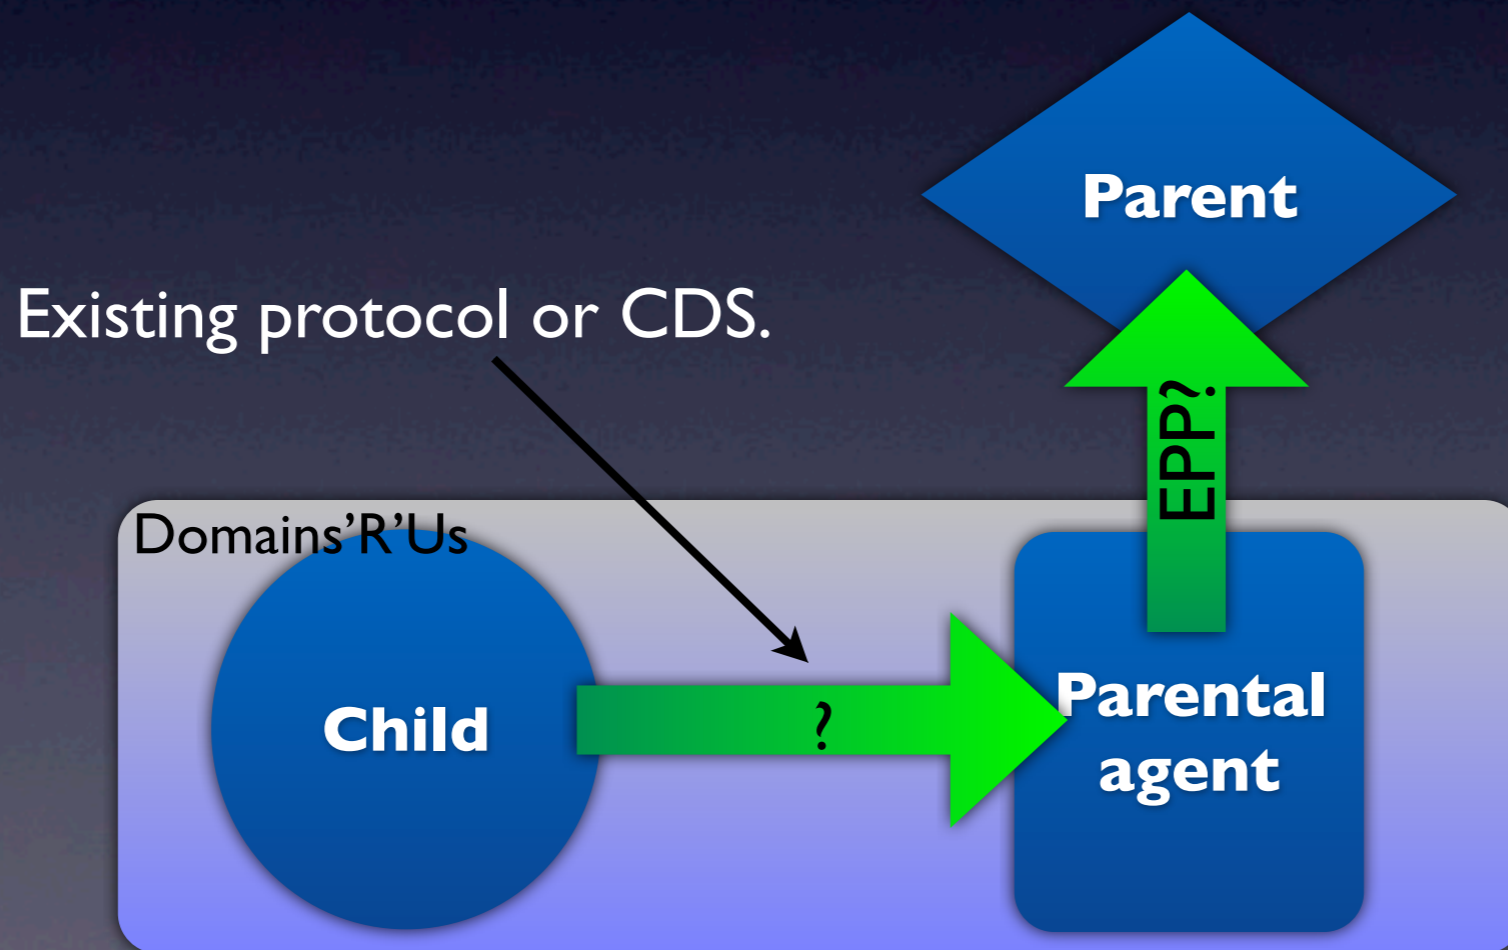 Parent
Existing protocol or CDS.
EPP?
Domains’R’Us
Child
?
Parental
agent